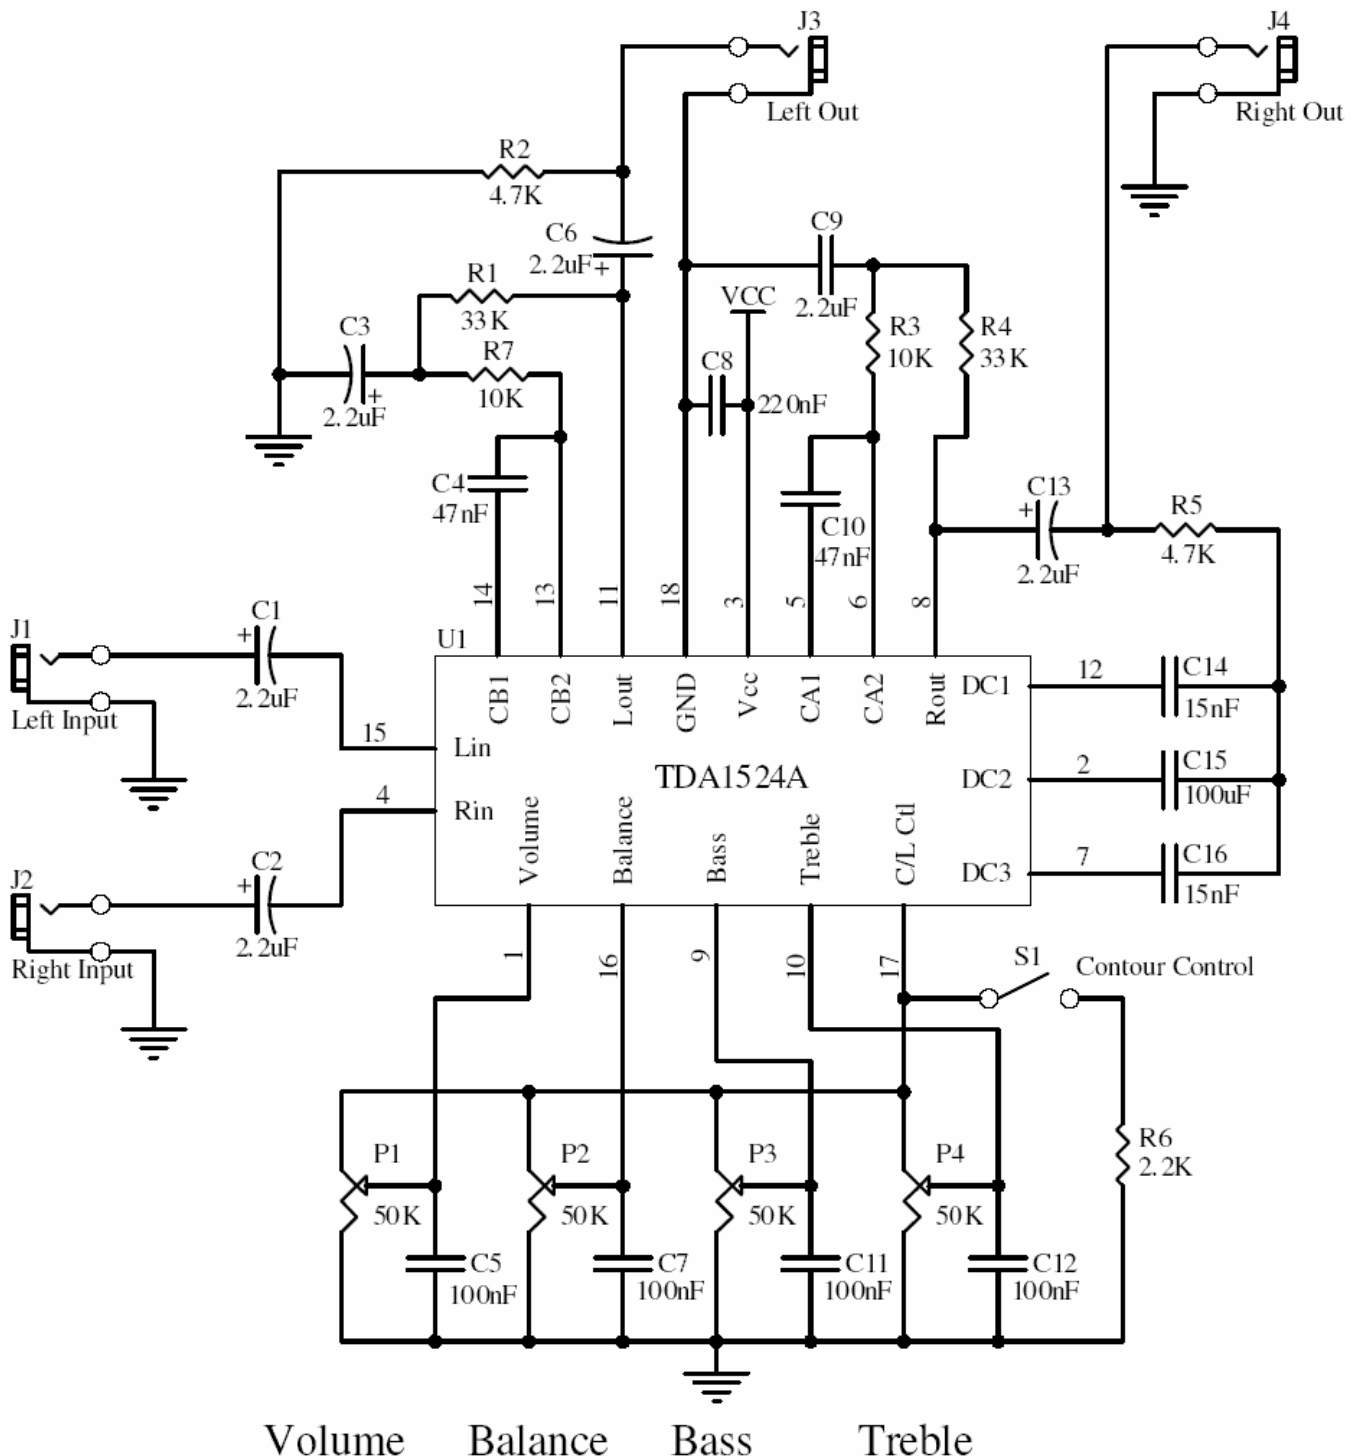 J3
J4
Left Out
Right Out
R2
4.7K
C6
2.2uF+
C9
2.2uF
R1
33K
VCC
C3
+
2.2uF
R7
10K
C8
220nF
R3
10K
R4
33K
C4
47nF
C10
47nF
C13
+
2.2uF
R5
4.7K
14
13
11
18
3
5
6
8
J1
Left Input
C1
+
2.2uF
U1
CB1
CB2
Lout
GND
Vcc
CA1
CA2
Rout
DC1
12
C14
15nF
15
Lin
TDA1524A
DC2
2
C15
100uF
4
Rin
Volume
Balance
Bass
Treble
C/L Ctl
DC3
7
C16
15nF
J2
Right Input
C2
+
2.2uF
1
16
9
10
17
S1
Contour Control
P1
50K
P2
50K
P3
50K
P4
50K
R6
2.2K
C5
100nF
C7
100nF
C11
100nF
C12
100nF
Volume Balance Bass Treble